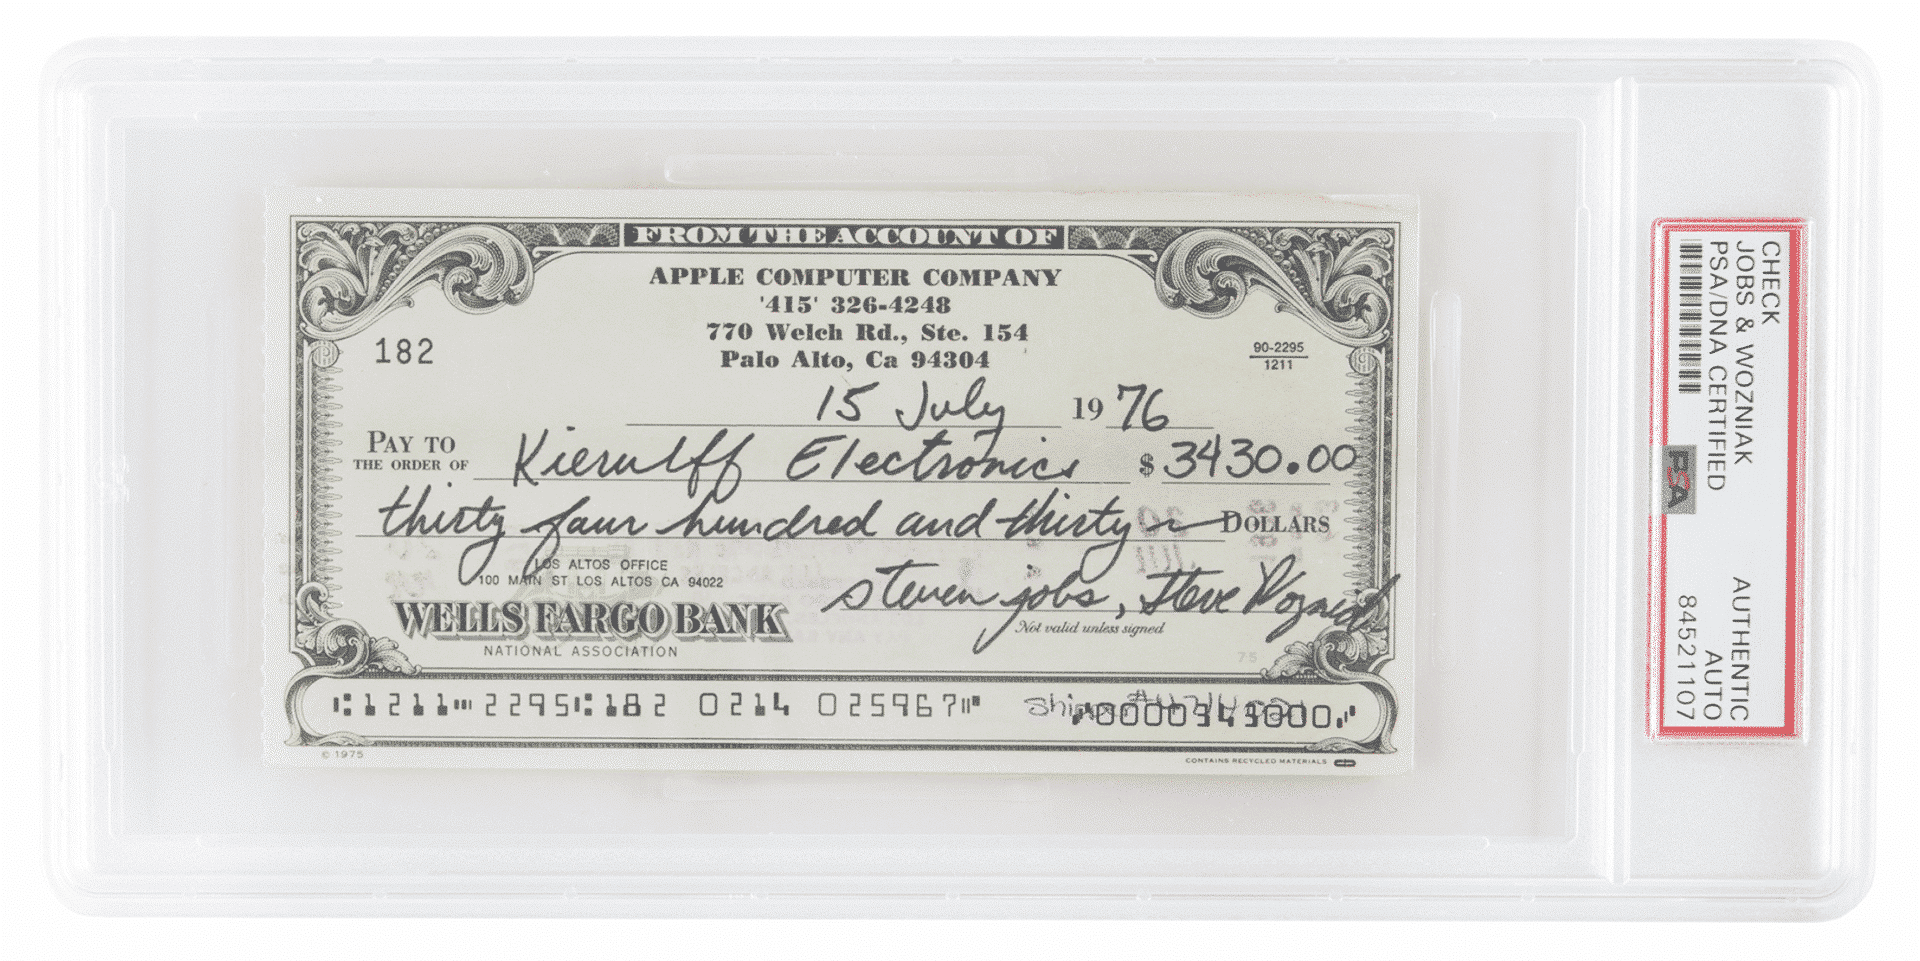 FROM THE ACCOUNT OF
APPLE COMPUTER COMPANY
'415' 326-4248
770 Welch Rd., Ste. 154
Palo Alto, Ca 94304
182
90-2295
1211
15 July 1976
PAY TO
THE ORDER OF Kierulff Electronics $3430.00
thirty four hundred and thirty DOLLARS
LOS ALTOS OFFICE
100 MAIN ST LOS ALTOS CA 94022
WELLS FARGO BANK
NATIONAL ASSOCIATION
steven jobs, Steve Wozniak
Not valid unless signed
75
⑆1211⑉2295⑆182 0214 025967⑈ ⑇0000343000⑇
© 1975
CONTAINS RECYCLED MATERIALS
CHECK
JOBS & WOZNIAK
PSA/DNA CERTIFIED
PSA
AUTHENTIC
AUTO
84521107